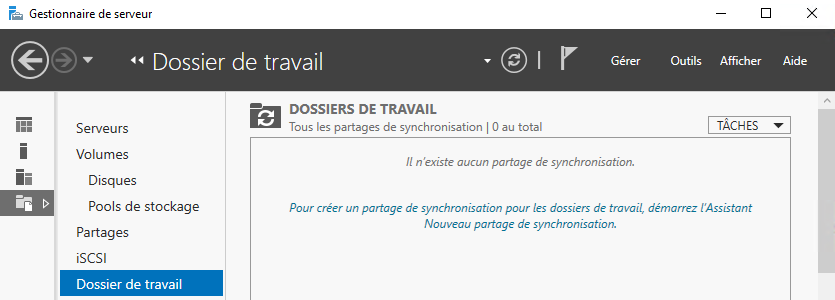 Gestionnaire de serveur
Dossier de travail
Gérer Outils Afficher Aide
Serveurs
Volumes
Disques
Pools de stockage
Partages
iSCSI
Dossier de travail
DOSSIERS DE TRAVAIL
Tous les partages de synchronisation | 0 au total
TÂCHES
Il n'existe aucun partage de synchronisation.
Pour créer un partage de synchronisation pour les dossiers de travail, démarrez l'Assistant
Nouveau partage de synchronisation.